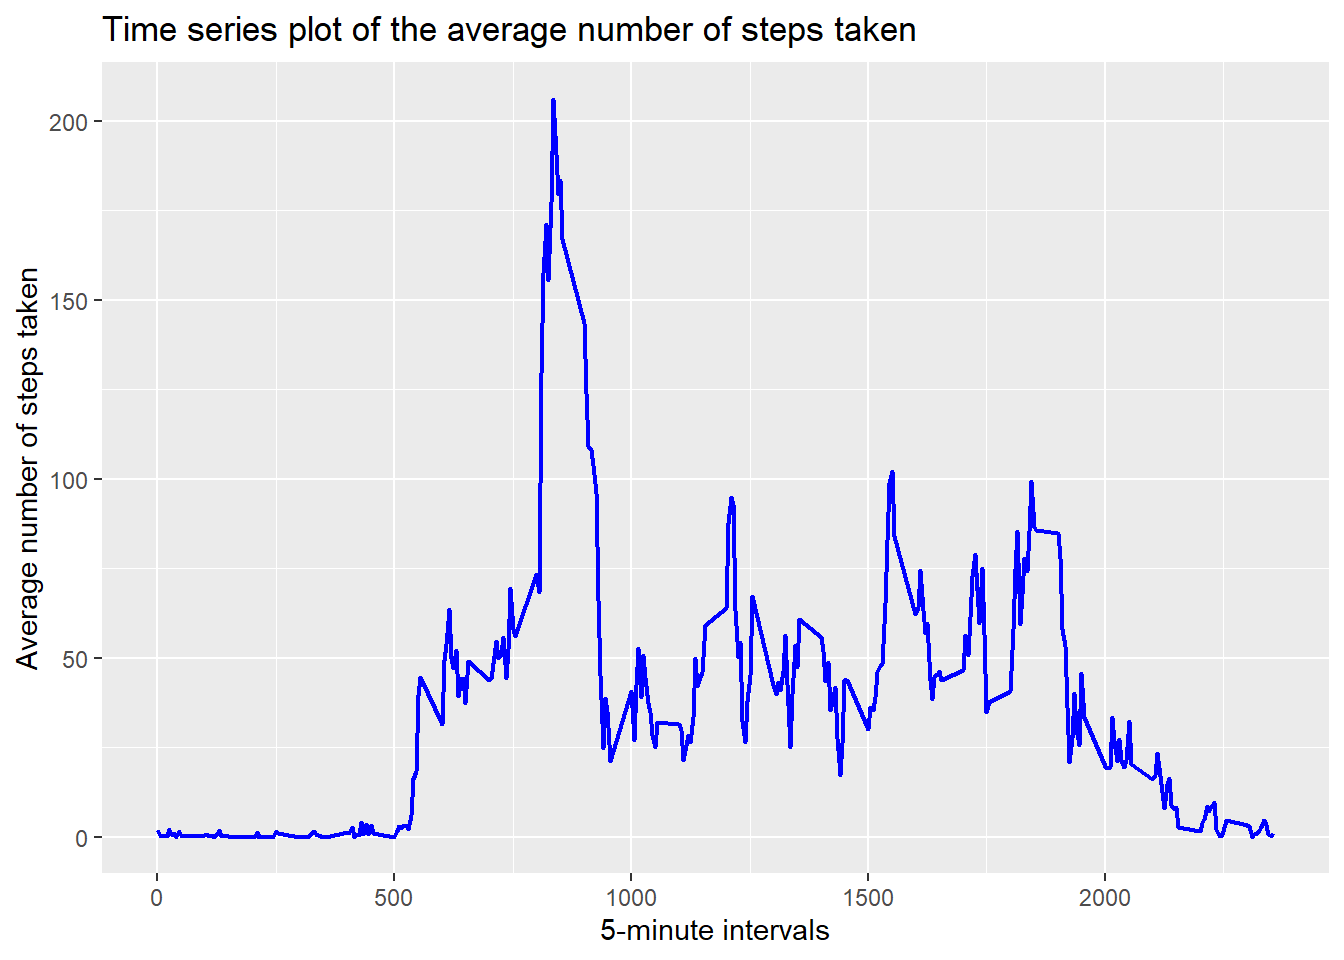 Time series plot of the average number of steps taken
Average number of steps taken
200
150
100
50
0
0 500 1000 1500 2000
5-minute intervals